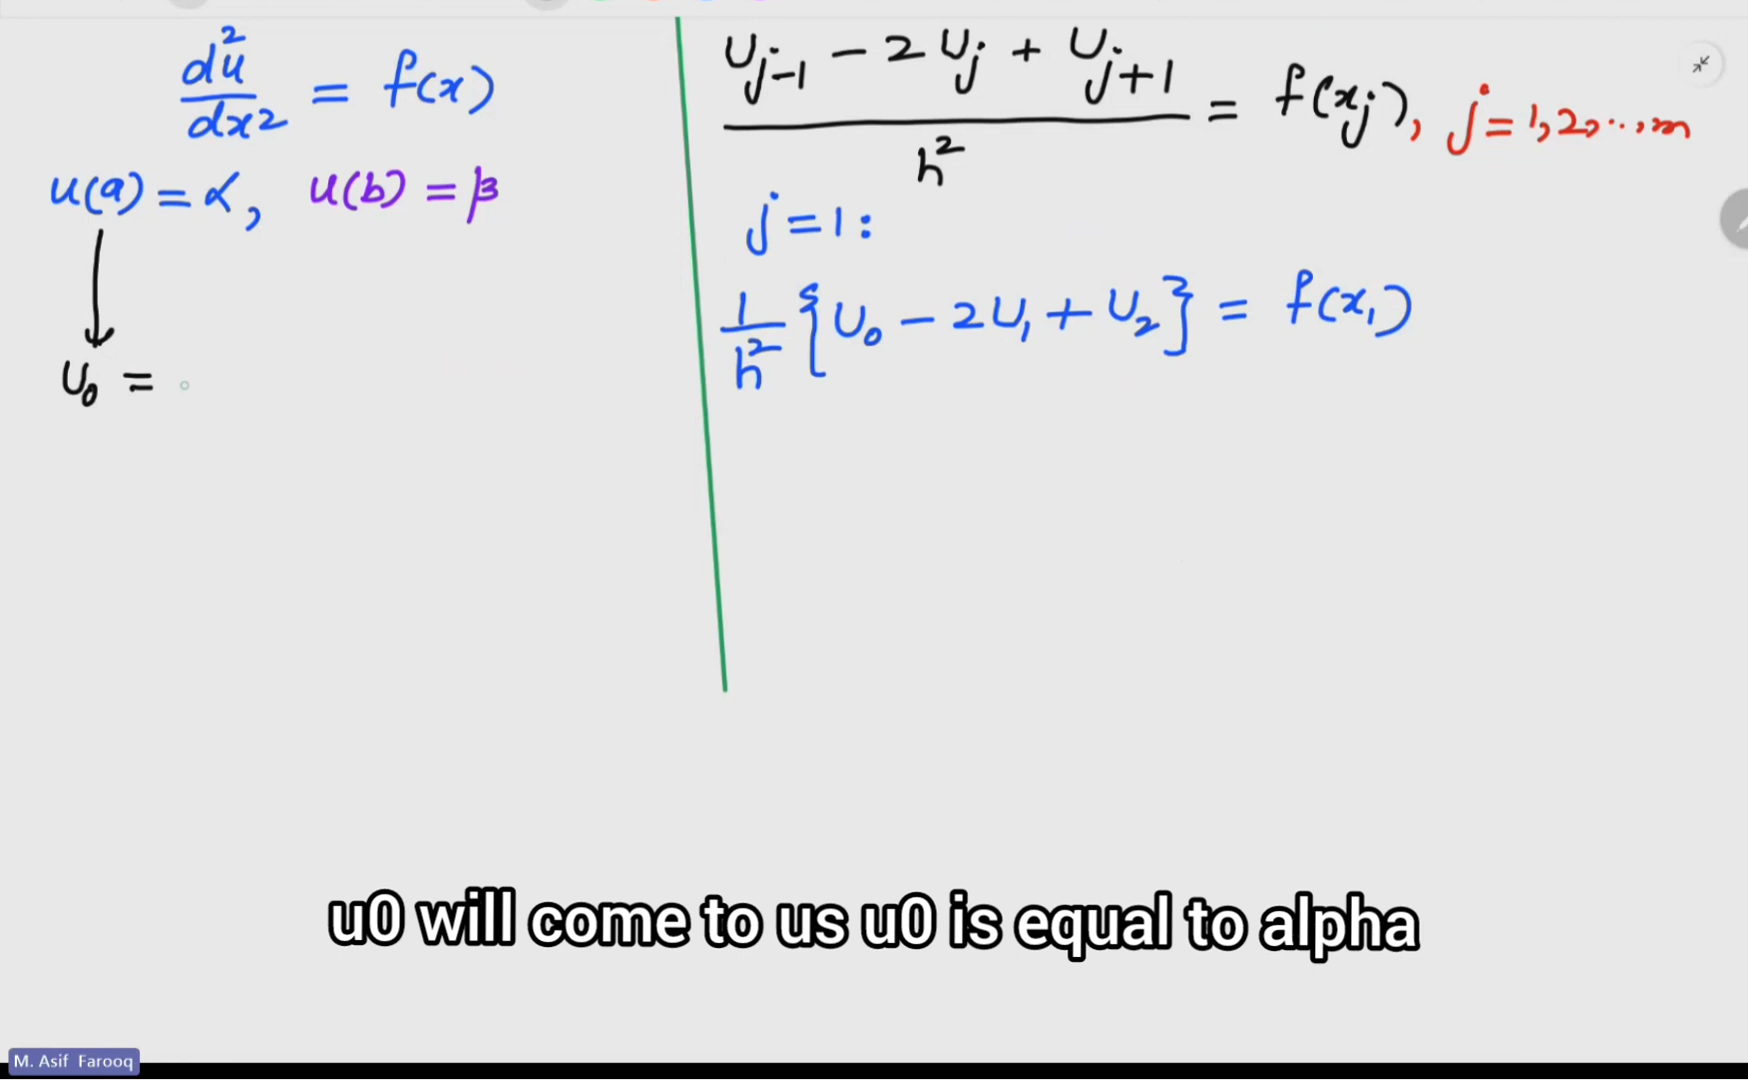 d²u/dx² = f(x)
u(a) = α, u(b) = β
U₀ =
(U_{j-1} - 2U_j + U_{j+1})/h² = f(x_j), j = 1, 2, ..., m
j = 1:
1/h² {U₀ - 2U₁ + U₂} = f(x₁)
u0 will come to us u0 is equal to alpha
M. Asif Farooq